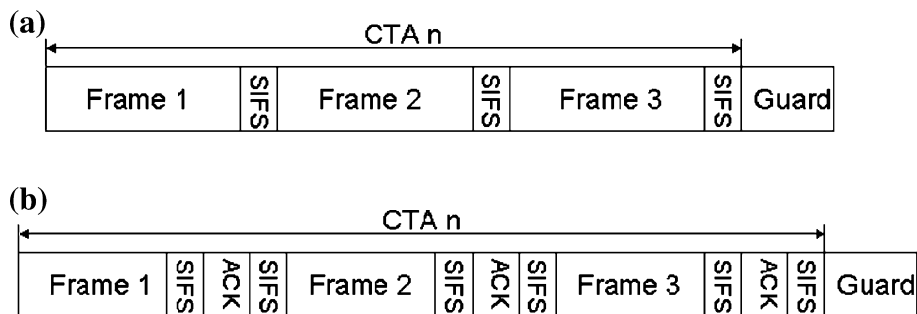 (a)
CTA n
Frame 1 SIFS Frame 2 SIFS Frame 3 SIFS Guard
(b)
CTA n
Frame 1 SIFS ACK SIFS Frame 2 SIFS ACK SIFS Frame 3 SIFS ACK SIFS Guard